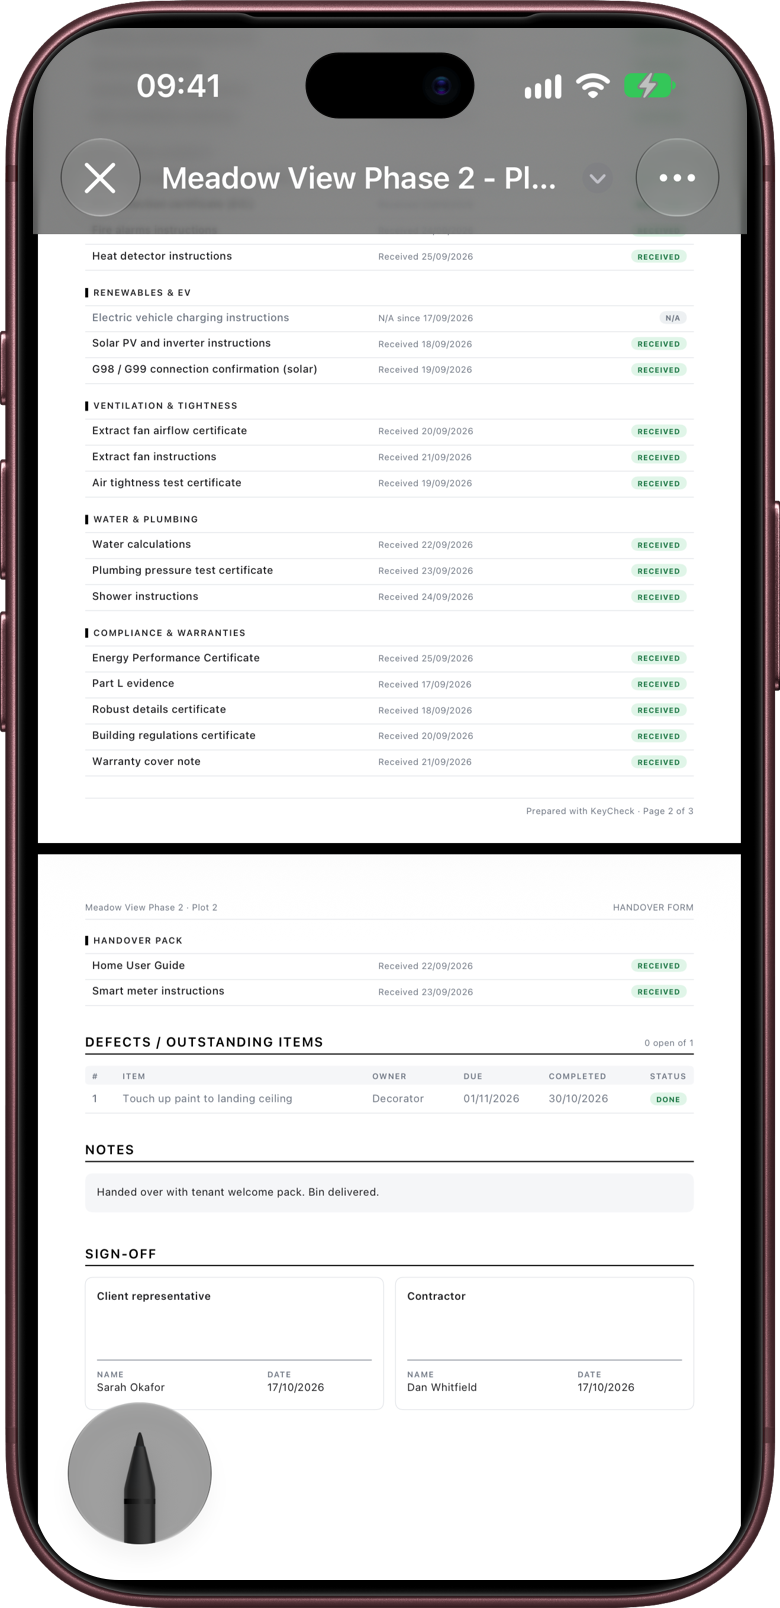 09:41
Meadow View Phase 2 - Pl...
Heat detector instructions Received 25/09/2026 RECEIVED
RENEWABLES & EV
Electric vehicle charging instructions N/A since 17/09/2026 N/A
Solar PV and inverter instructions Received 18/09/2026 RECEIVED
G98 / G99 connection confirmation (solar) Received 19/09/2026 RECEIVED
VENTILATION & TIGHTNESS
Extract fan airflow certificate Received 20/09/2026 RECEIVED
Extract fan instructions Received 21/09/2026 RECEIVED
Air tightness test certificate Received 19/09/2026 RECEIVED
WATER & PLUMBING
Water calculations Received 22/09/2026 RECEIVED
Plumbing pressure test certificate Received 23/09/2026 RECEIVED
Shower instructions Received 24/09/2026 RECEIVED
COMPLIANCE & WARRANTIES
Energy Performance Certificate Received 25/09/2026 RECEIVED
Part L evidence Received 17/09/2026 RECEIVED
Robust details certificate Received 18/09/2026 RECEIVED
Building regulations certificate Received 20/09/2026 RECEIVED
Warranty cover note Received 21/09/2026 RECEIVED
Prepared with KeyCheck · Page 2 of 3
Meadow View Phase 2 · Plot 2 HANDOVER FORM
HANDOVER PACK
Home User Guide Received 22/09/2026 RECEIVED
Smart meter instructions Received 23/09/2026 RECEIVED
DEFECTS / OUTSTANDING ITEMS 0 open of 1
# ITEM OWNER DUE COMPLETED STATUS
1 Touch up paint to landing ceiling Decorator 01/11/2026 30/10/2026 DONE
NOTES
Handed over with tenant welcome pack. Bin delivered.
SIGN-OFF
Client representative Contractor
NAME DATE NAME DATE
Sarah Okafor 17/10/2026 Dan Whitfield 17/10/2026